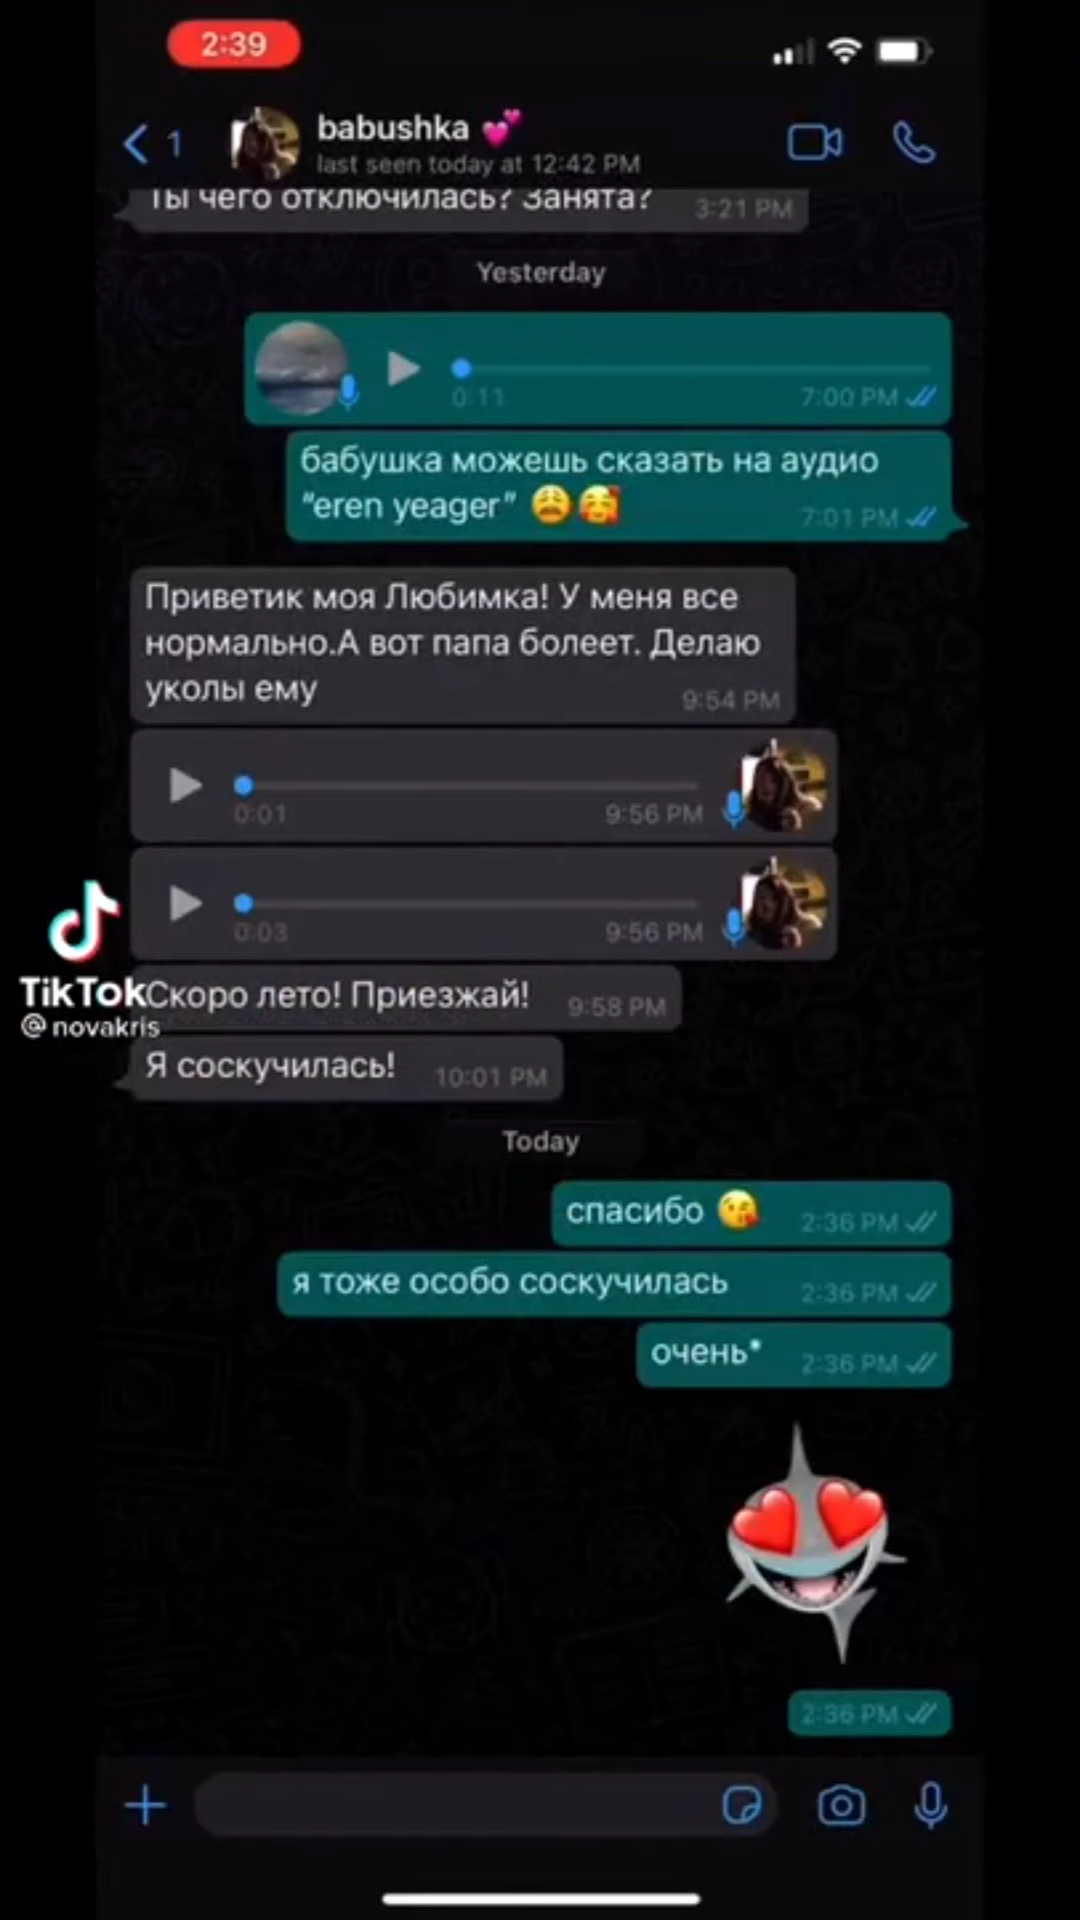 2:39
1
babushka 💕
last seen today at 12:42 PM
Ты чего отключилась? Занята?
3:21 PM
Yesterday
0:11
7:00 PM
бабушка можешь сказать на аудио
“eren yeager” 😩🥰
7:01 PM
Приветик моя Любимка! У меня все
нормально.А вот папа болеет. Делаю
уколы ему
9:54 PM
0:01
9:56 PM
0:03
9:56 PM
TikTok
@novakris
Скоро лето! Приезжай!
9:58 PM
Я соскучилась!
10:01 PM
Today
спасибо 😘
2:36 PM
я тоже особо соскучилась
2:36 PM
очень*
2:36 PM
2:36 PM